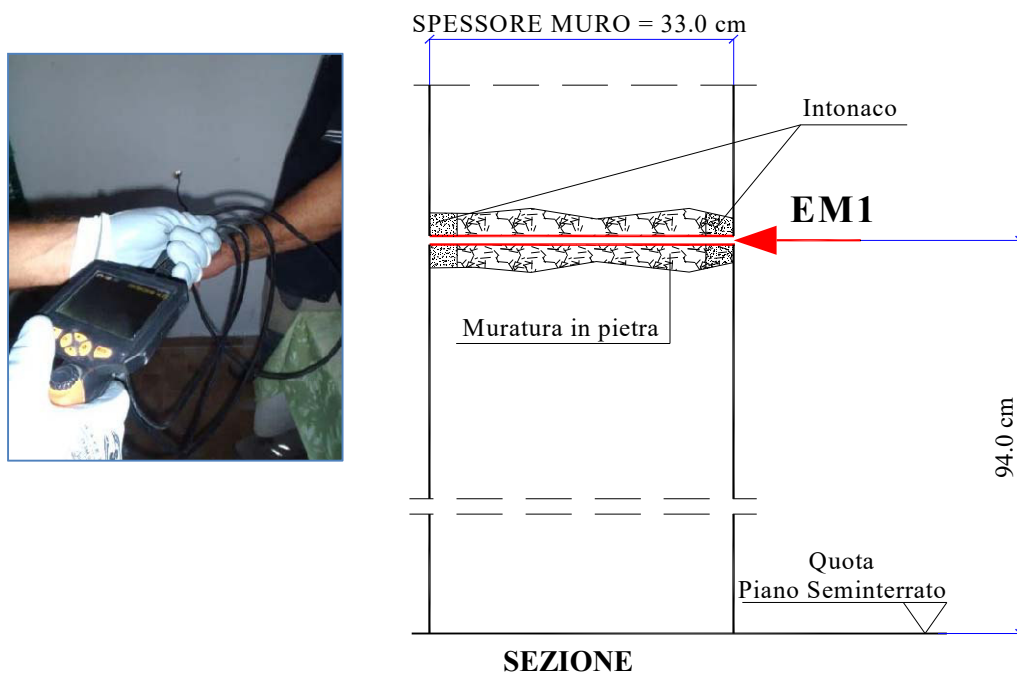 SPESSORE MURO = 33.0 cm
Intonaco
EM1
Muratura in pietra
94.0 cm
Quota
Piano Seminterrato
SEZIONE